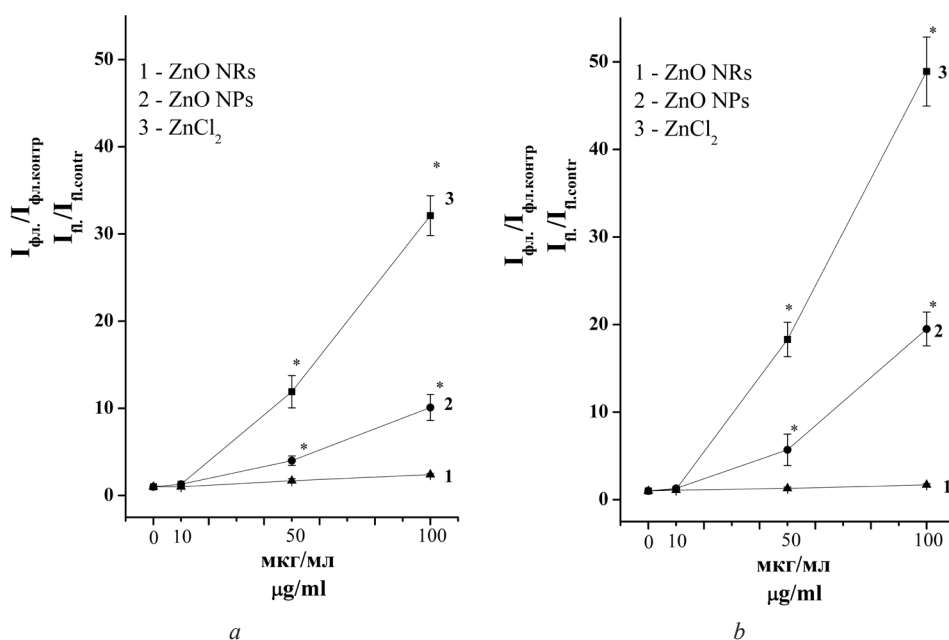 50
40
30
20
10
0
1 - ZnO NRs
2 - ZnO NPs
3 - ZnCl2
Iфл./Iфл.контр
Ifl./Ifl.contr
*
3
*
*
2
*
1
0 10 50 100
мкг/мл
μg/ml
a
50
40
30
20
10
0
1 - ZnO NRs
2 - ZnO NPs
3 - ZnCl2
Iфл./Iфл.контр
Ifl./Ifl.contr
*
3
*
*
2
*
1
0 10 50 100
мкг/мл
μg/ml
b